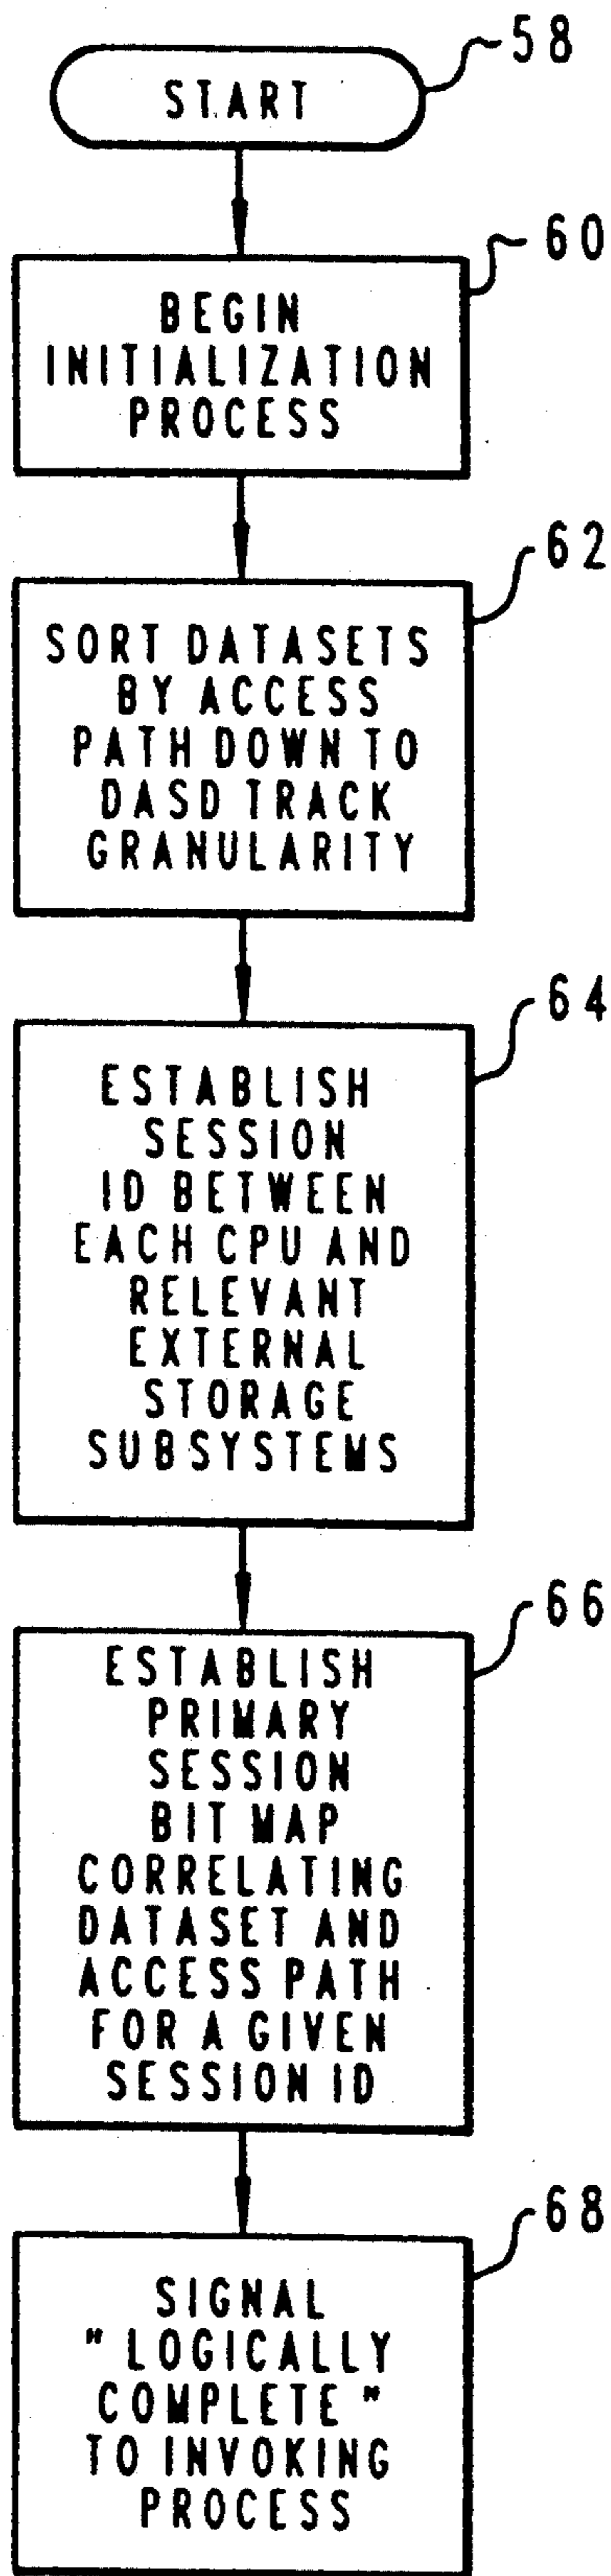 58
START
60
BEGIN
INITIALIZATION
PROCESS
62
SORT DATASETS
BY ACCESS
PATH DOWN TO
DASD TRACK
GRANULARITY
64
ESTABLISH
SESSION
ID BETWEEN
EACH CPU AND
RELEVANT
EXTERNAL
STORAGE
SUBSYSTEMS
66
ESTABLISH
PRIMARY
SESSION
BIT MAP
CORRELATING
DATASET AND
ACCESS PATH
FOR A GIVEN
SESSION ID
68
SIGNAL
"LOGICALLY
COMPLETE"
TO INVOKING
PROCESS